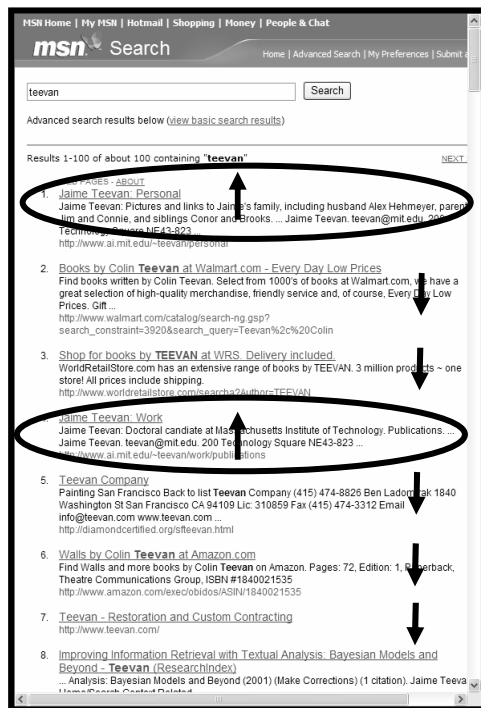 MSN Home | My MSN | Hotmail | Shopping | Money | People & Chat
msn Search
Home | Advanced Search | My Preferences | Submit a
teevan
Search
Advanced search results below (view basic search results)
Results 1-100 of about 100 containing "teevan"
NEXT
PAGES - ABOUT
1. Jaime Teevan: Personal
Jaime Teevan: Pictures and links to Jaime's family, including husband Alex Hehmeyer, paren
Jim and Connie, and siblings Conor and Brooks. ... Jaime Teevan. teevan@mit.edu. 200
Technology Square NE43-823 ...
http://www.ai.mit.edu/~teevan/personal
2. Books by Colin Teevan at Walmart.com - Every Day Low Prices
Find books written by Colin Teevan. Select from 1000's of books at Walmart.com, we have a
great selection of high-quality merchandise, friendly service and, of course, Every Day Low
Prices. Gift ...
http://www.walmart.com/catalog/search-ng.gsp?
search_constraint=3920&search_query=Teevan%2c%20Colin
3. Shop for books by TEEVAN at WRS. Delivery included.
WorldRetailStore.com has an extensive range of books by TEEVAN. 3 million products ~ one
store! All prices include shipping.
http://www.worldretailstore.com/searcha?Author=TEEVAN
Jaime Teevan: Work
Jaime Teevan: Doctoral candiate at Massachusetts Institute of Technology. Publications. ...
Jaime Teevan. teevan@mit.edu. 200 Technology Square NE43-823 ...
http://www.ai.mit.edu/~teevan/work/publications
5. Teevan Company
Painting San Francisco Back to list Teevan Company (415) 474-8826 Ben Ladomirak 1840
Washington St San Francisco CA 94109 Lic: 310859 Fax (415) 474-3312 Email
info@teevan.com www.teevan.com ...
http://diamondcertified.org/sfteevan.html
6. Walls by Colin Teevan at Amazon.com
Find Walls and more books by Colin Teevan on Amazon. Pages: 72, Edition: 1, Paperback,
Theatre Communications Group, ISBN #1840021535
http://www.amazon.com/exec/obidos/ASIN/1840021535
7. Teevan - Restoration and Custom Contracting
http://www.teevan.com/
8. Improving Information Retrieval with Textual Analysis: Bayesian Models and
Beyond - Teevan (ResearchIndex)
... Analysis: Bayesian Models and Beyond (2001) (Make Corrections) (1 citation). Jaime Teeva
Home/Search Context Related